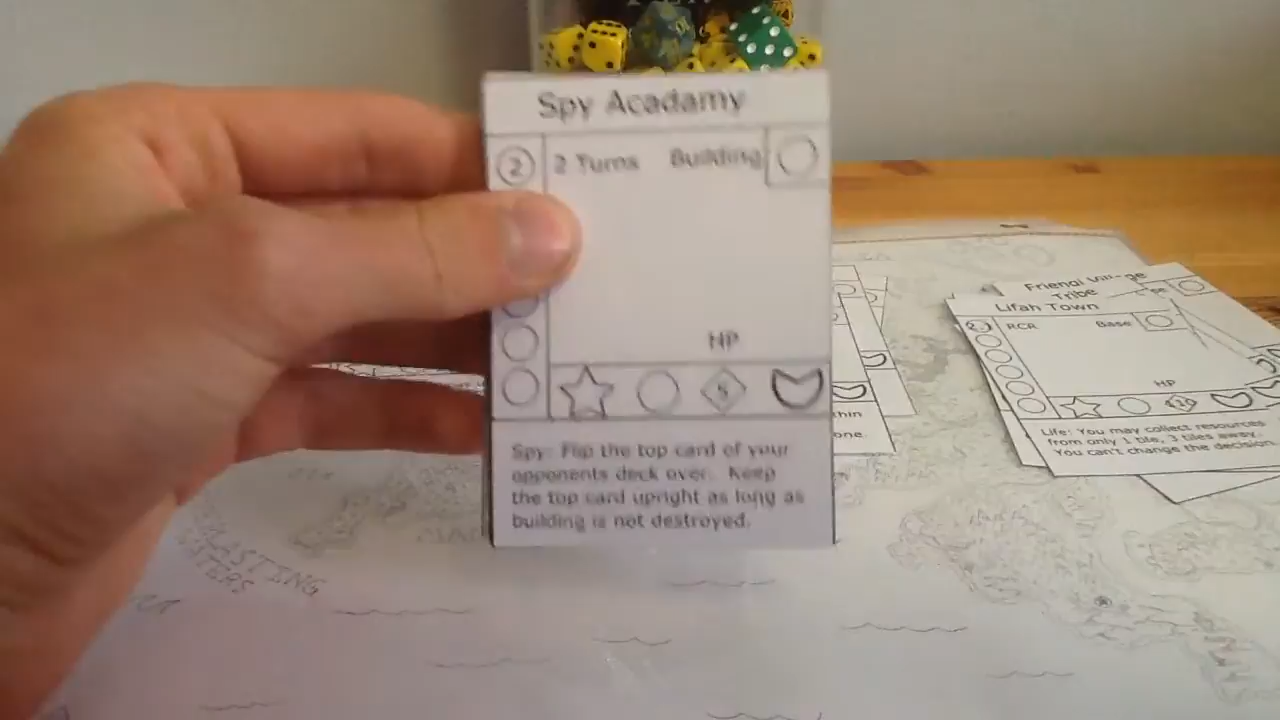 Spy Acadamy
2
2 Turns Building
HP
5
Spy: Flip the top card of your
opponents deck over. Keep
the top card upright as long as
building is not destroyed.
Tribe
Lifah Town
RCR Base
HP
Life: You may collect resources
from only 1 tile, 3 tiles away.
You can't change the decision.
one.